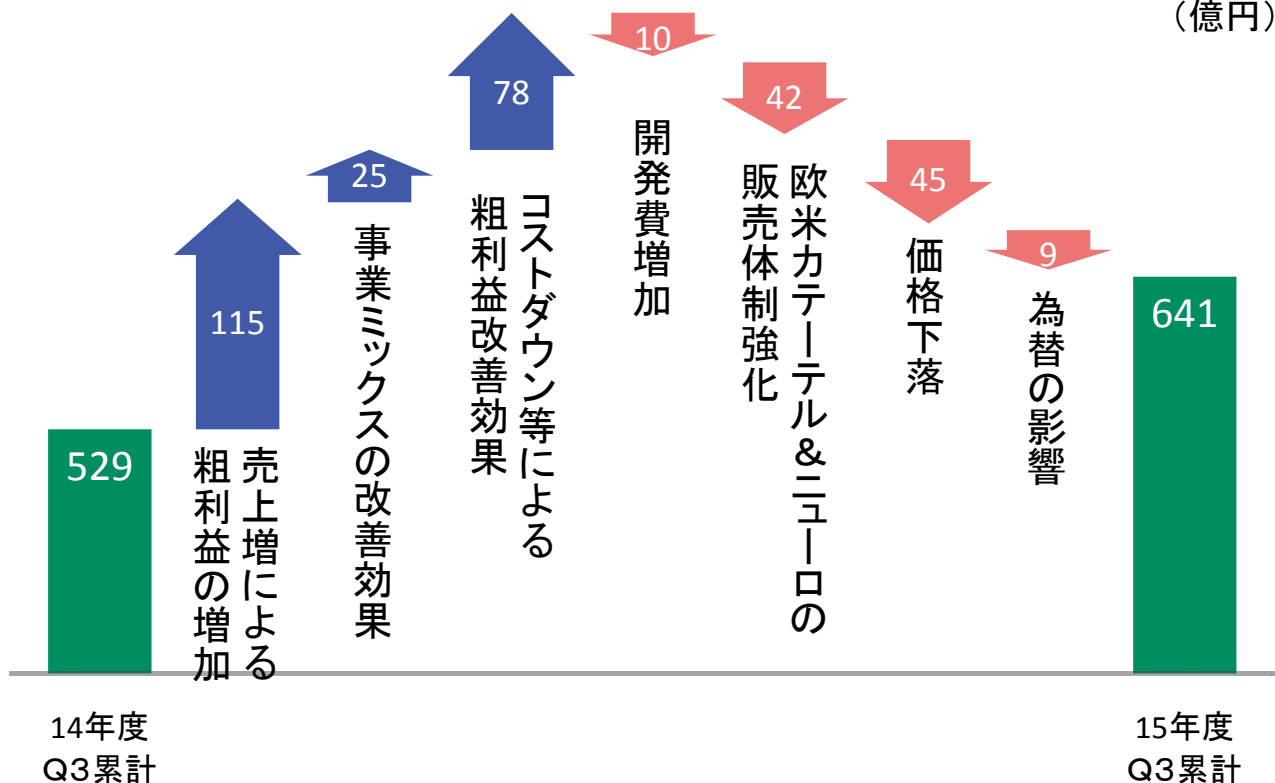 （億円）
529
115
25
78
10
42
45
9
641
売上増による
粗利益の増加
事業ミックスの改善効果
コストダウン等による
粗利益改善効果
開発費増加
欧米カテーテル＆ニューロの
販売体制強化
価格下落
為替の影響
14年度
Ｑ３累計
15年度
Ｑ３累計